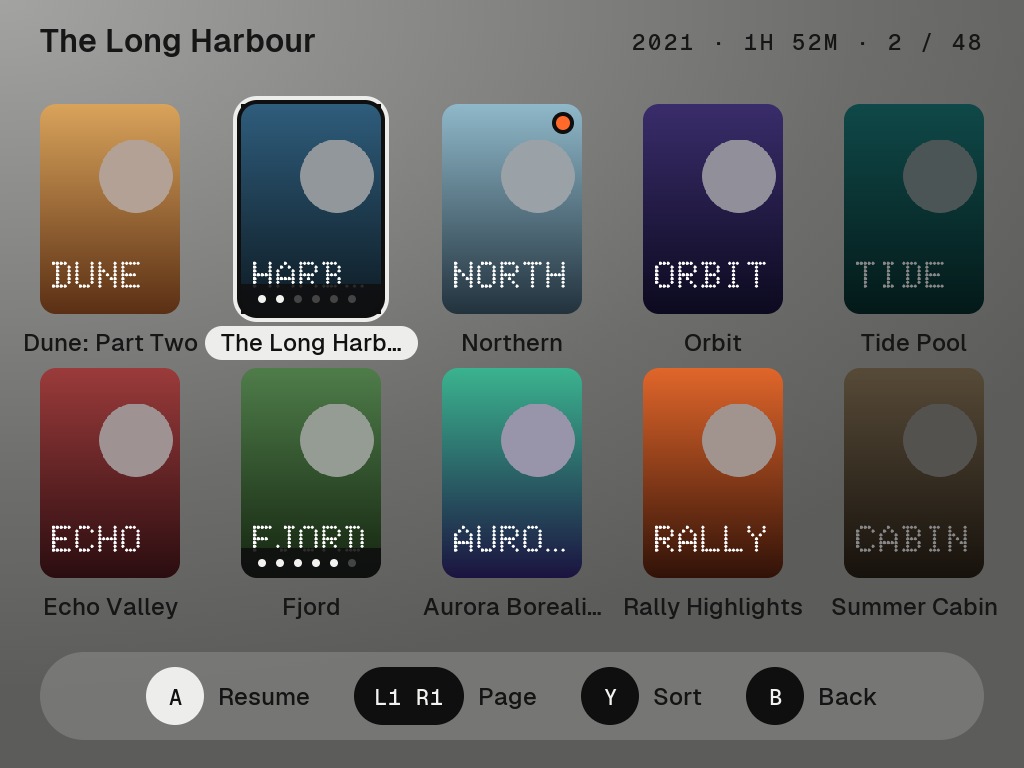 The Long Harbour
2021 · 1H 52M · 2 / 48
DUNE
HARB...
NORTH
ORBIT
TIDE
Dune: Part Two
The Long Harb...
Northern
Orbit
Tide Pool
ECHO
FJORD
AURO...
RALLY
CABIN
Echo Valley
Fjord
Aurora Boreali...
Rally Highlights
Summer Cabin
A Resume
L1 R1 Page
Y Sort
B Back